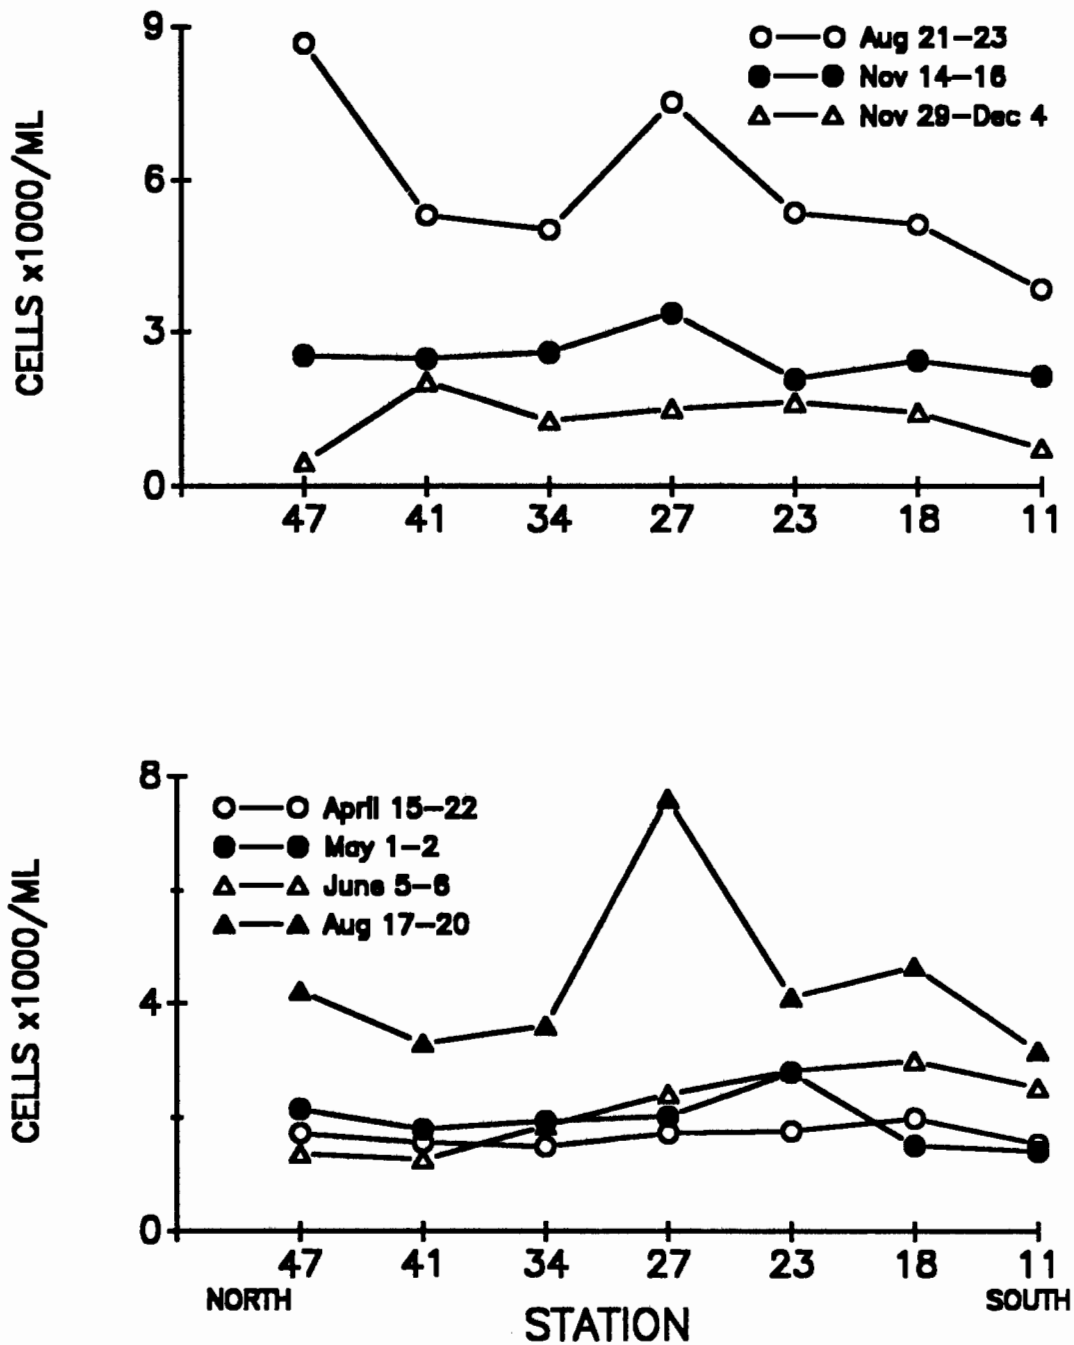 9
Aug 21-23
Nov 14-16
Nov 29-Dec 4
6
3
0
CELLS x1000/ML
47 41 34 27 23 18 11
8
April 15-22
May 1-2
June 5-6
Aug 17-20
4
0
CELLS x1000/ML
47 41 34 27 23 18 11
NORTH SOUTH
STATION